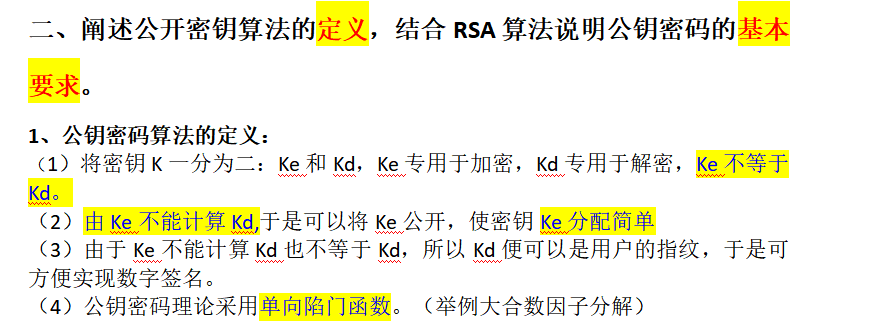 二、阐述公开密钥算法的定义，结合 RSA 算法说明公钥密码的基本
要求。
1、公钥密码算法的定义：
（1）将密钥 K 一分为二：Ke 和 Kd，Ke 专用于加密，Kd 专用于解密，Ke 不等于
Kd。
（2）由 Ke 不能计算 Kd,于是可以将 Ke 公开，使密钥 Ke 分配简单
（3）由于 Ke 不能计算 Kd 也不等于 Kd，所以 Kd 便可以是用户的指纹，于是可
方便实现数字签名。
（4）公钥密码理论采用单向陷门函数。（举例大合数因子分解）